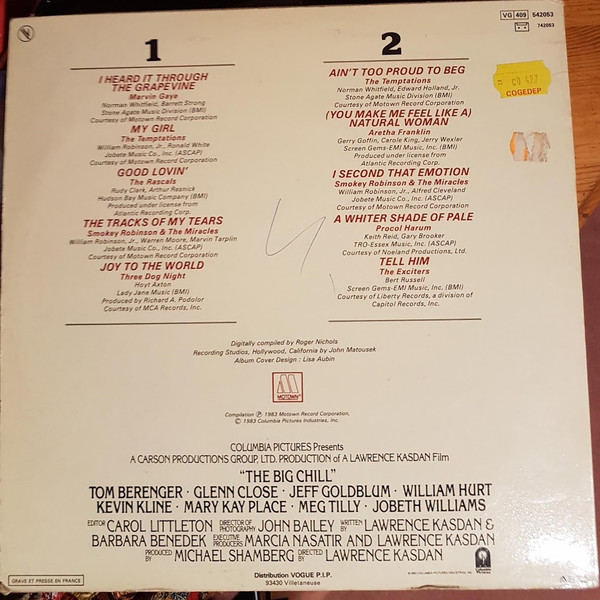 VG 409 542053
742053
CO 427
COGEDEP
1
I HEARD IT THROUGH
THE GRAPEVINE
Marvin Gaye
Norman Whitfield, Barrett Strong
Stone Agate Music Division (BMI)
Courtesy of Motown Record Corporation
MY GIRL
The Temptations
William Robinson, Jr., Ronald White
Jobete Music Co., Inc. (ASCAP)
Courtesy of Motown Record Corporation
GOOD LOVIN'
The Rascals
Rudy Clark, Arthur Resnick
Hudson Bay Music Company (BMI)
Produced under license from
Atlantic Recording Corp.
THE TRACKS OF MY TEARS
Smokey Robinson & The Miracles
William Robinson, Jr., Warren Moore, Marvin Tarplin
Jobete Music Co., Inc. (ASCAP)
Courtesy of Motown Record Corporation
JOY TO THE WORLD
Three Dog Night
Hoyt Axton
Lady Jane Music (BMI)
Produced by Richard A. Podolor
Courtesy of MCA Records, Inc.
2
AIN'T TOO PROUD TO BEG
The Temptations
Norman Whitfield, Edward Holland, Jr.
Stone Agate Music Division (BMI)
Courtesy of Motown Record Corporation
(YOU MAKE ME FEEL LIKE A)
NATURAL WOMAN
Aretha Franklin
Gerry Goffin, Carole King, Jerry Wexler
Screen Gems-EMI Music, Inc. (BMI)
Produced under license from
Atlantic Recording Corp.
I SECOND THAT EMOTION
Smokey Robinson & The Miracles
William Robinson, Jr., Alfred Cleveland
Jobete Music Co., Inc. (ASCAP)
Courtesy of Motown Record Corporation
A WHITER SHADE OF PALE
Procol Harum
Keith Reid, Gary Brooker
TRO-Essex Music, Inc. (ASCAP)
Courtesy of Noeland Productions, Ltd.
TELL HIM
The Exciters
Bert Russell
Screen Gems-EMI Music, Inc. (BMI)
Courtesy of Liberty Records, a division of
Capitol Records, Inc.
Digitally compiled by Roger Nichols
Recording Studios, Hollywood, California by John Matousek
Album Cover Design : Lisa Aubin
MOTOWN
Compilation Ⓟ 1983 Motown Record Corporation,
© 1983 Columbia Pictures Industries, Inc.
COLUMBIA PICTURES Presents
A CARSON PRODUCTIONS GROUP, LTD. PRODUCTION of A LAWRENCE KASDAN Film
"THE BIG CHILL"
TOM BERENGER · GLENN CLOSE · JEFF GOLDBLUM · WILLIAM HURT
KEVIN KLINE · MARY KAY PLACE · MEG TILLY · JOBETH WILLIAMS
EDITOR CAROL LITTLETON DIRECTOR OF PHOTOGRAPHY JOHN BAILEY WRITTEN BY LAWRENCE KASDAN &
BARBARA BENEDEK EXECUTIVE PRODUCERS MARCIA NASATIR AND LAWRENCE KASDAN
PRODUCED BY MICHAEL SHAMBERG DIRECTED BY LAWRENCE KASDAN
GRAVE ET PRESSE EN FRANCE
Distribution VOGUE P.I.P.
93430 Villetaneuse
Columbia
Pictures